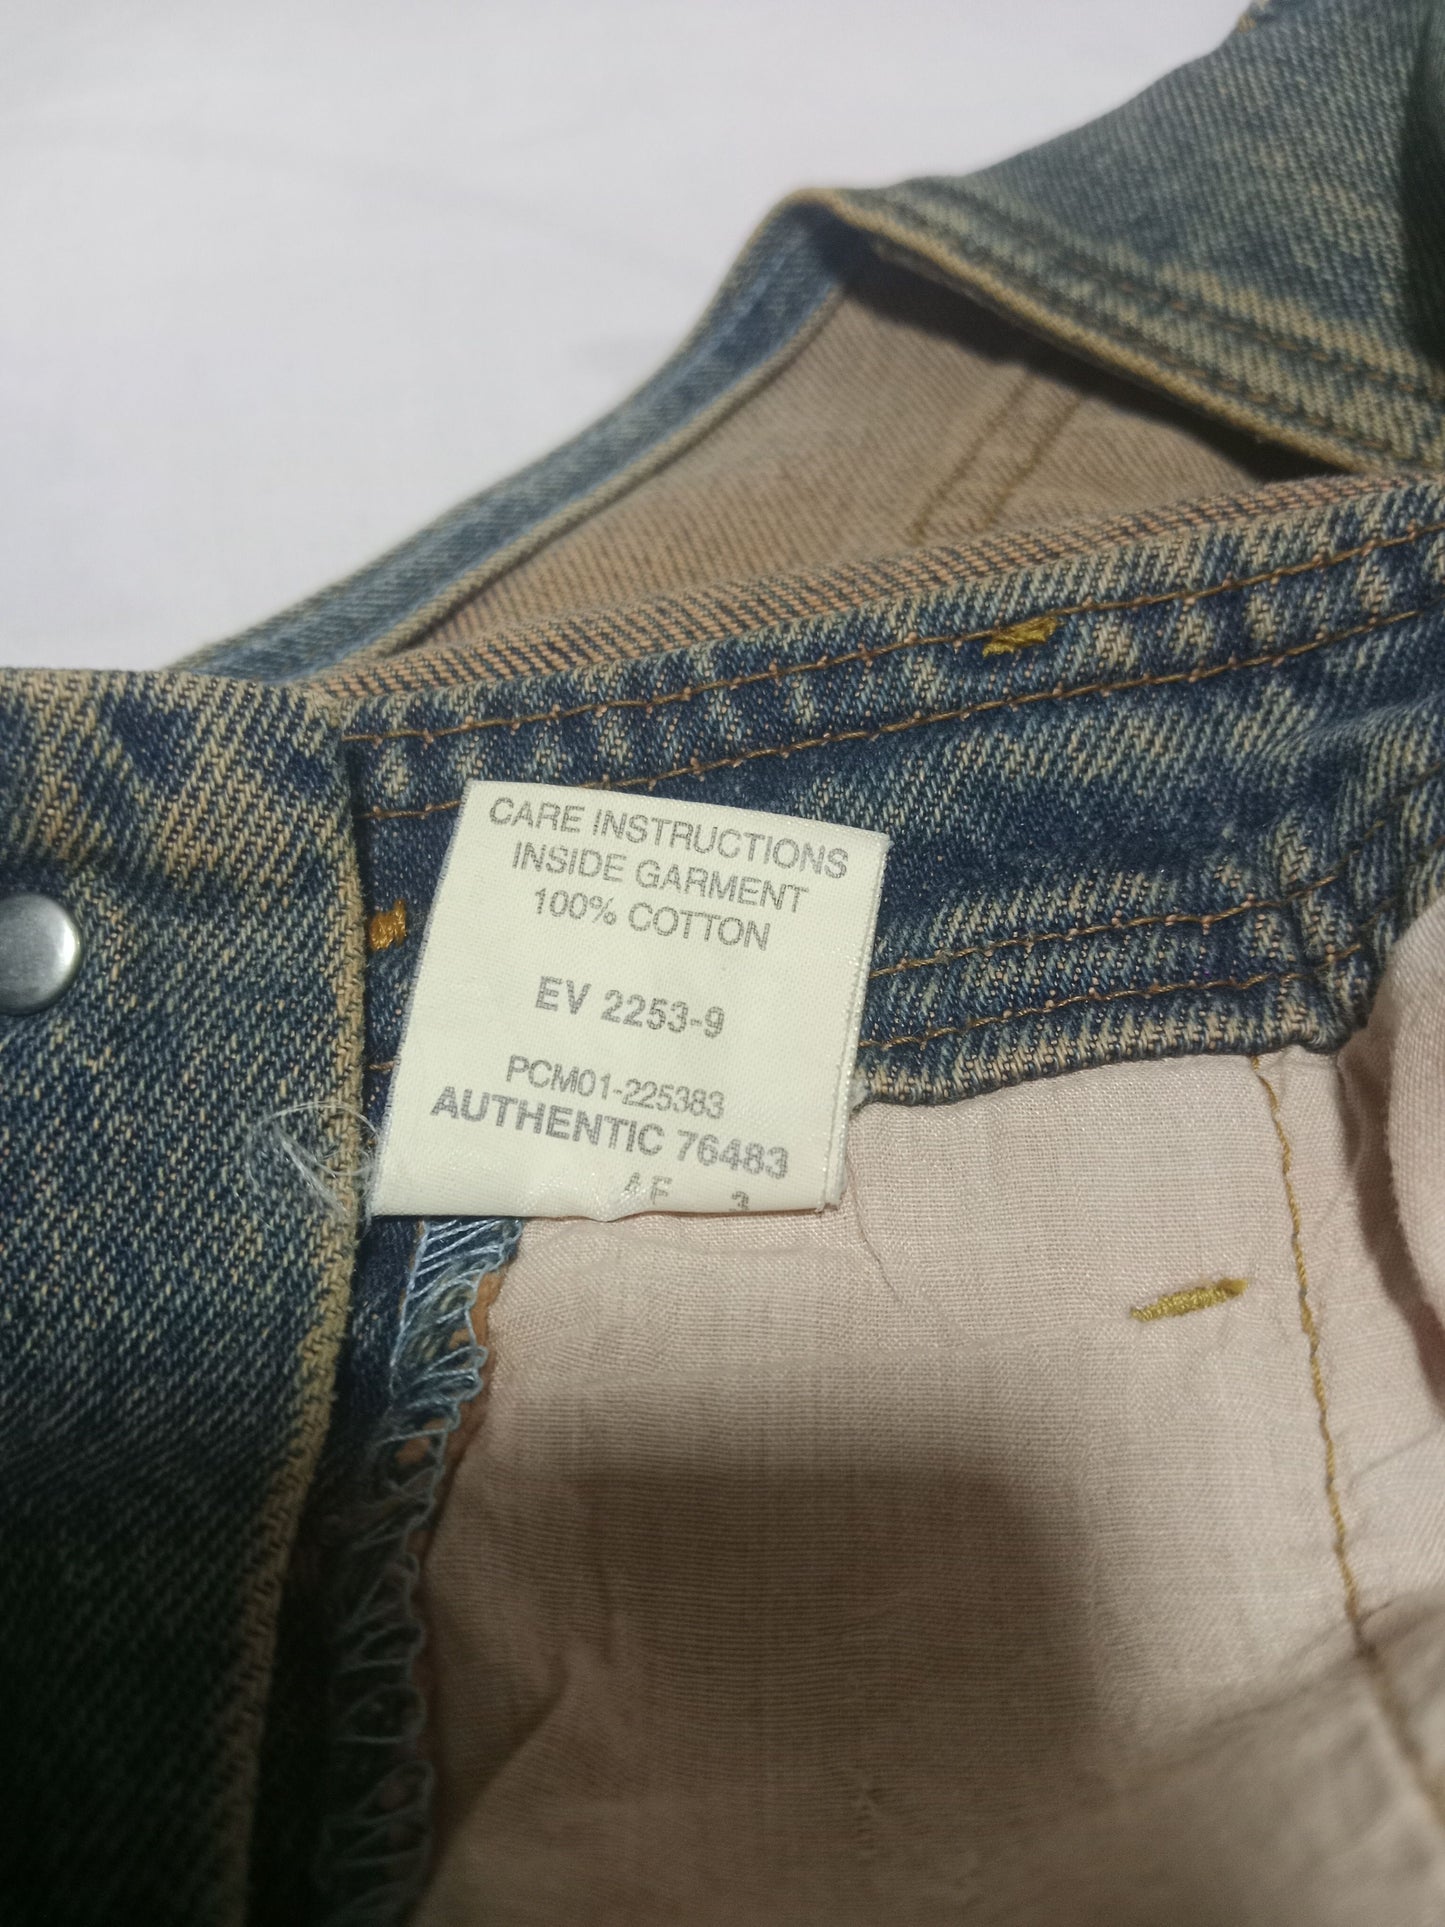 CARE INSTRUCTIONS
INSIDE GARMENT
100% COTTON
EV 2253-9
PCM01-225383
AUTHENTIC 76483